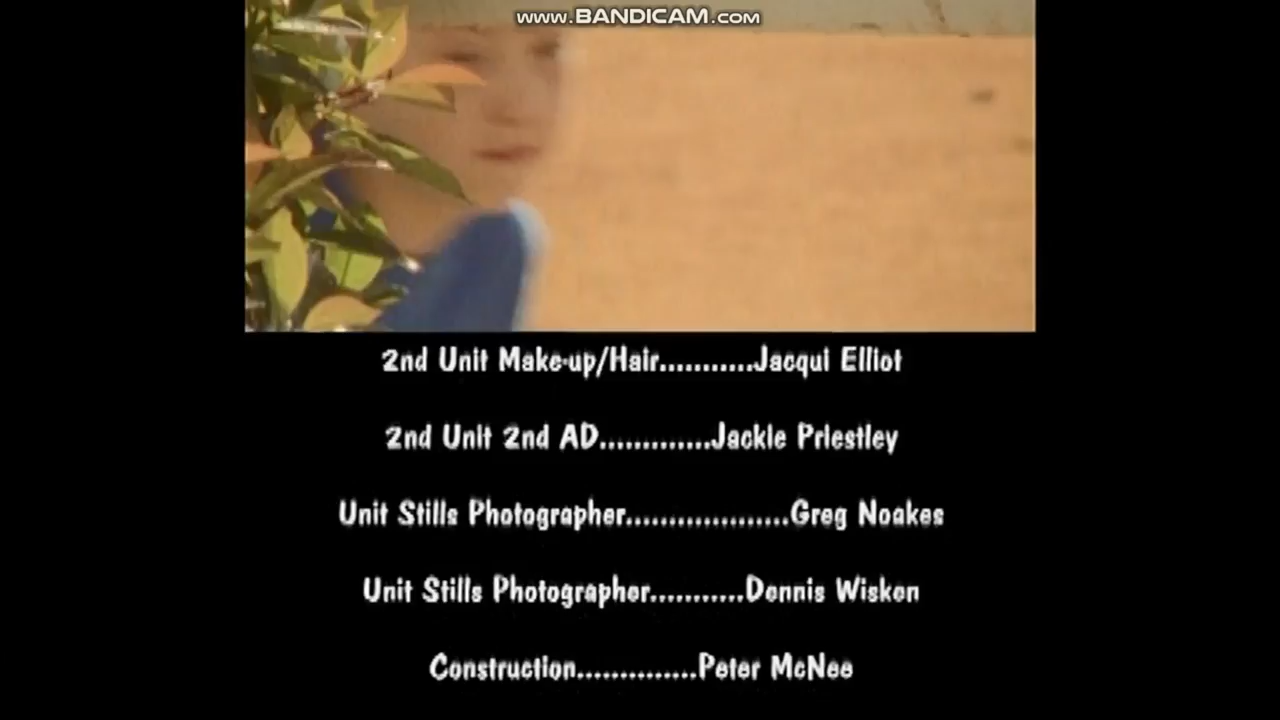 www.BANDICAM.com
2nd Unit Make-up/Hair...........Jacqui Elliot
2nd Unit 2nd AD.............Jackie Priestley
Unit Stills Photographer...................Greg Noakes
Unit Stills Photographer...........Dennis Wisken
Construction..............Peter McNee